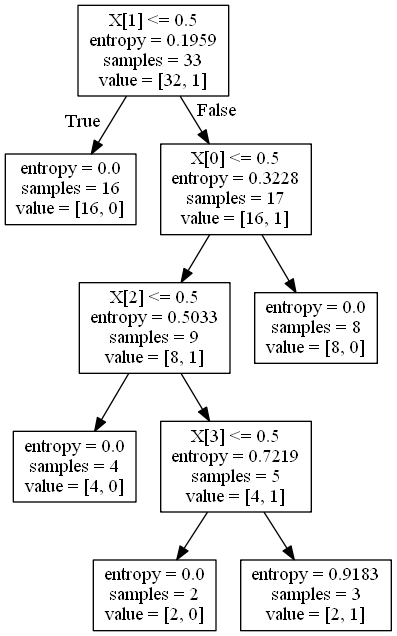 X[1] <= 0.5
entropy = 0.1959
samples = 33
value = [32, 1]
True
False
entropy = 0.0
samples = 16
value = [16, 0]
X[0] <= 0.5
entropy = 0.3228
samples = 17
value = [16, 1]
X[2] <= 0.5
entropy = 0.5033
samples = 9
value = [8, 1]
entropy = 0.0
samples = 8
value = [8, 0]
entropy = 0.0
samples = 4
value = [4, 0]
X[3] <= 0.5
entropy = 0.7219
samples = 5
value = [4, 1]
entropy = 0.0
samples = 2
value = [2, 0]
entropy = 0.9183
samples = 3
value = [2, 1]